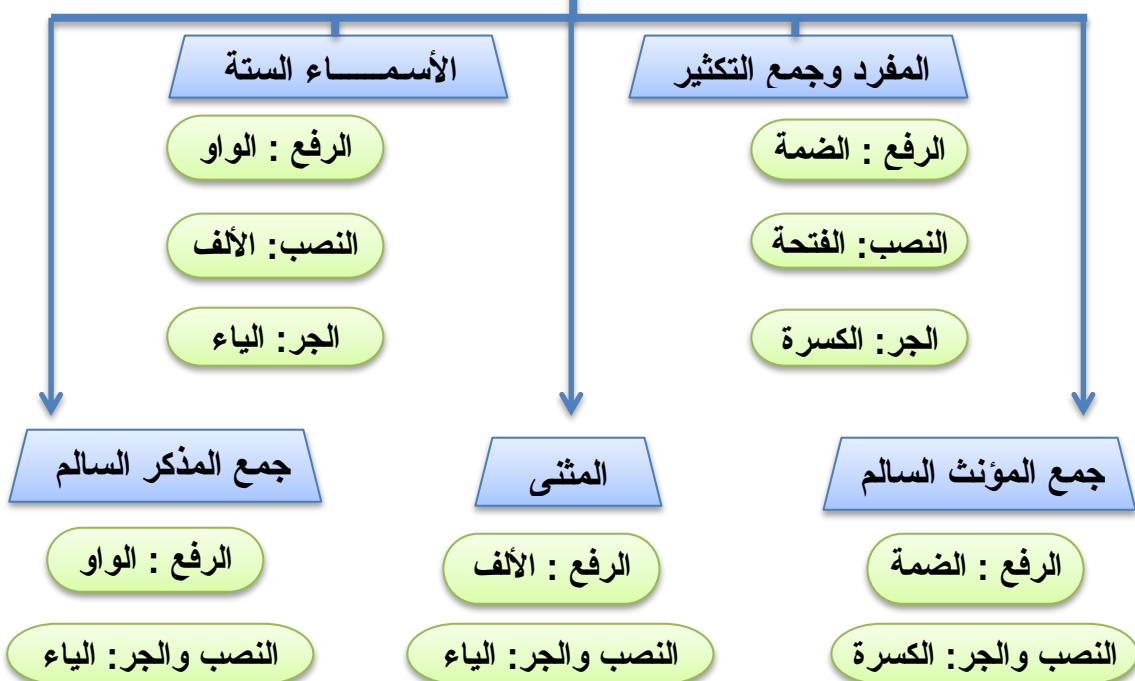 المفرد وجمع التكثير
الرفع : الضمة
النصب: الفتحة
الجر: الكسرة
الأسمـــــاء الستة
الرفع : الواو
النصب: الألف
الجر: الياء
جمع المؤنث السالم
الرفع : الضمة
النصب والجر: الكسرة
المثنى
الرفع : الألف
النصب والجر: الياء
جمع المذكر السالم
الرفع : الواو
النصب والجر: الياء